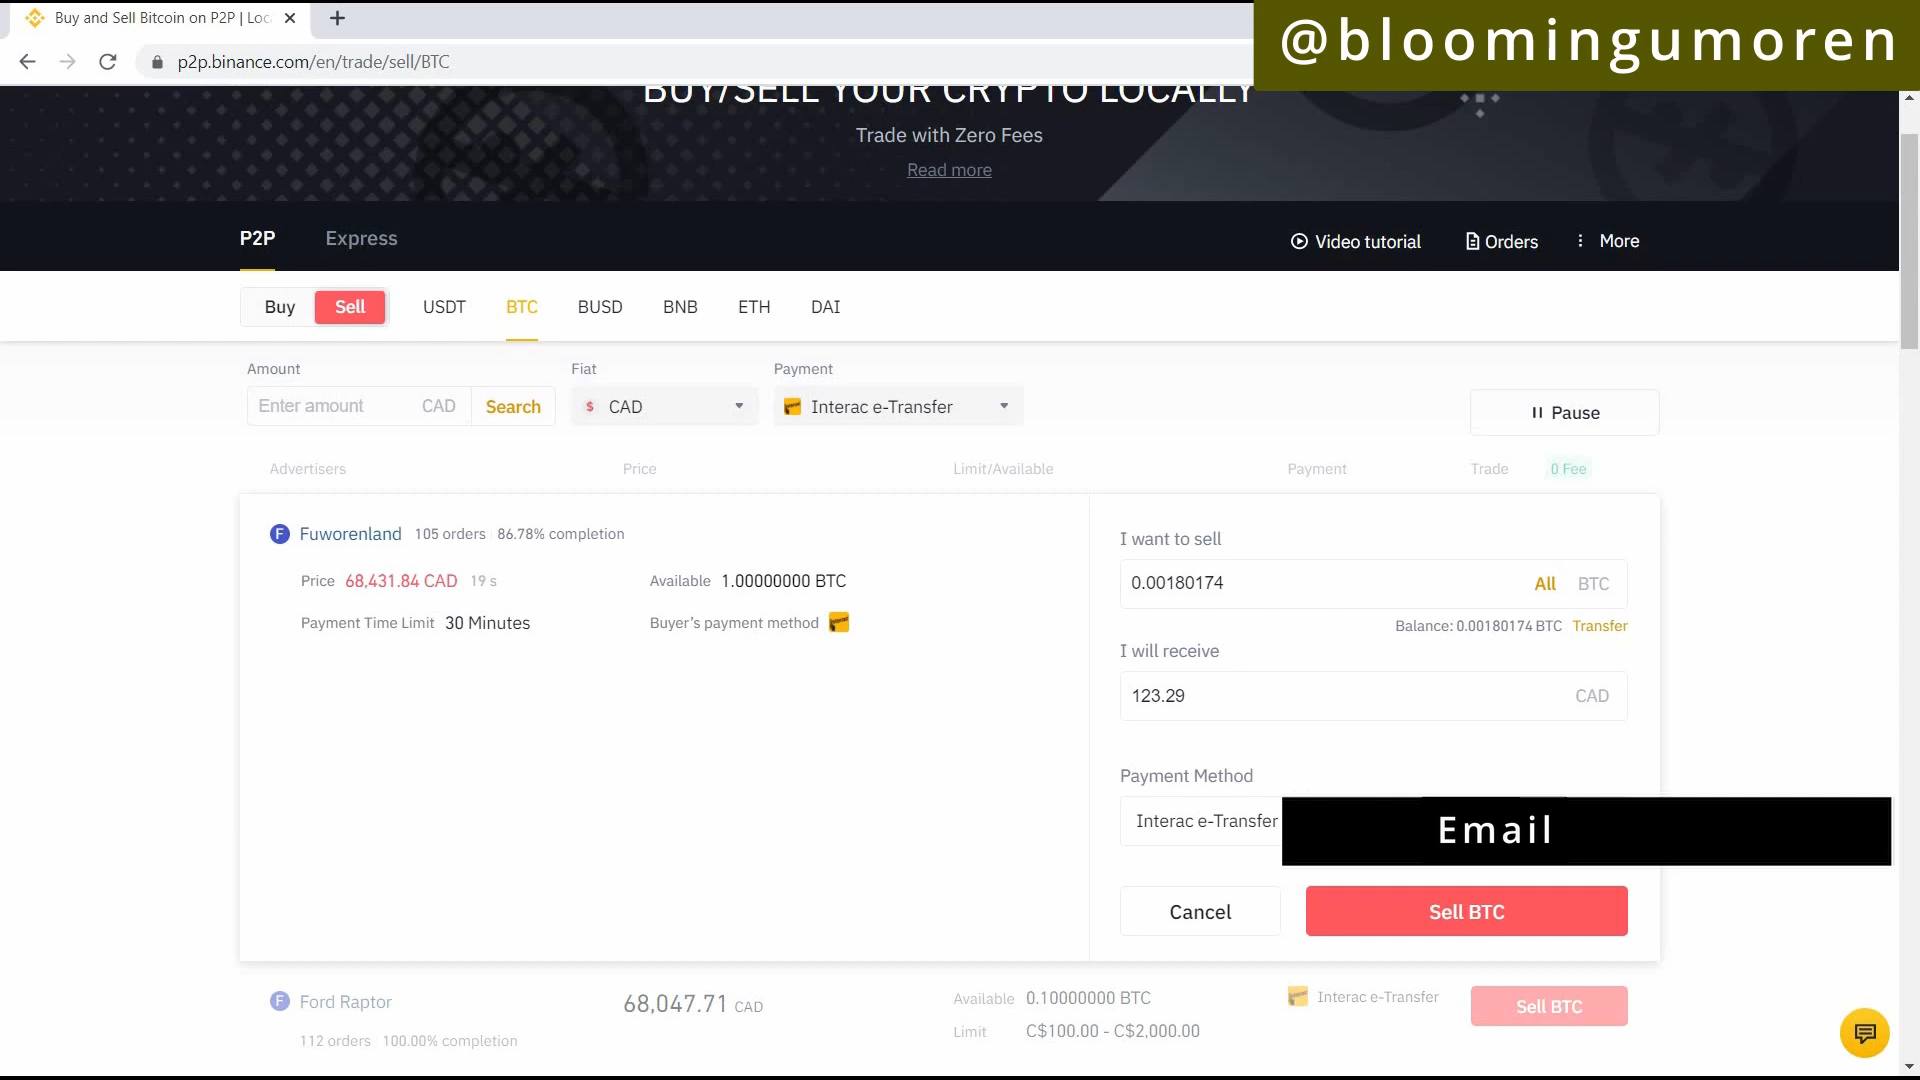 Buy and Sell Bitcoin on P2P | Loc
@bloomingumoren
p2p.binance.com/en/trade/sell/BTC
BUY/SELL YOUR CRYPTO LOCALLY
Trade with Zero Fees
Read more
P2P Express Video tutorial Orders More
Buy Sell USDT BTC BUSD BNB ETH DAI
Amount Fiat Payment
Enter amount CAD Search $ CAD Interac e-Transfer Pause
Advertisers Price Limit/Available Payment Trade 0 Fee
F Fuworenland 105 orders 86.78% completion
Price 68,431.84 CAD 19 s Available 1.00000000 BTC
Payment Time Limit 30 Minutes Buyer's payment method
I want to sell
0.00180174 All BTC
Balance: 0.00180174 BTC Transfer
I will receive
123.29 CAD
Payment Method
Interac e-Transfer Email
Cancel Sell BTC
F Ford Raptor 68,047.71 CAD Available 0.10000000 BTC Interac e-Transfer Sell BTC
112 orders 100.00% completion Limit C$100.00 - C$2,000.00